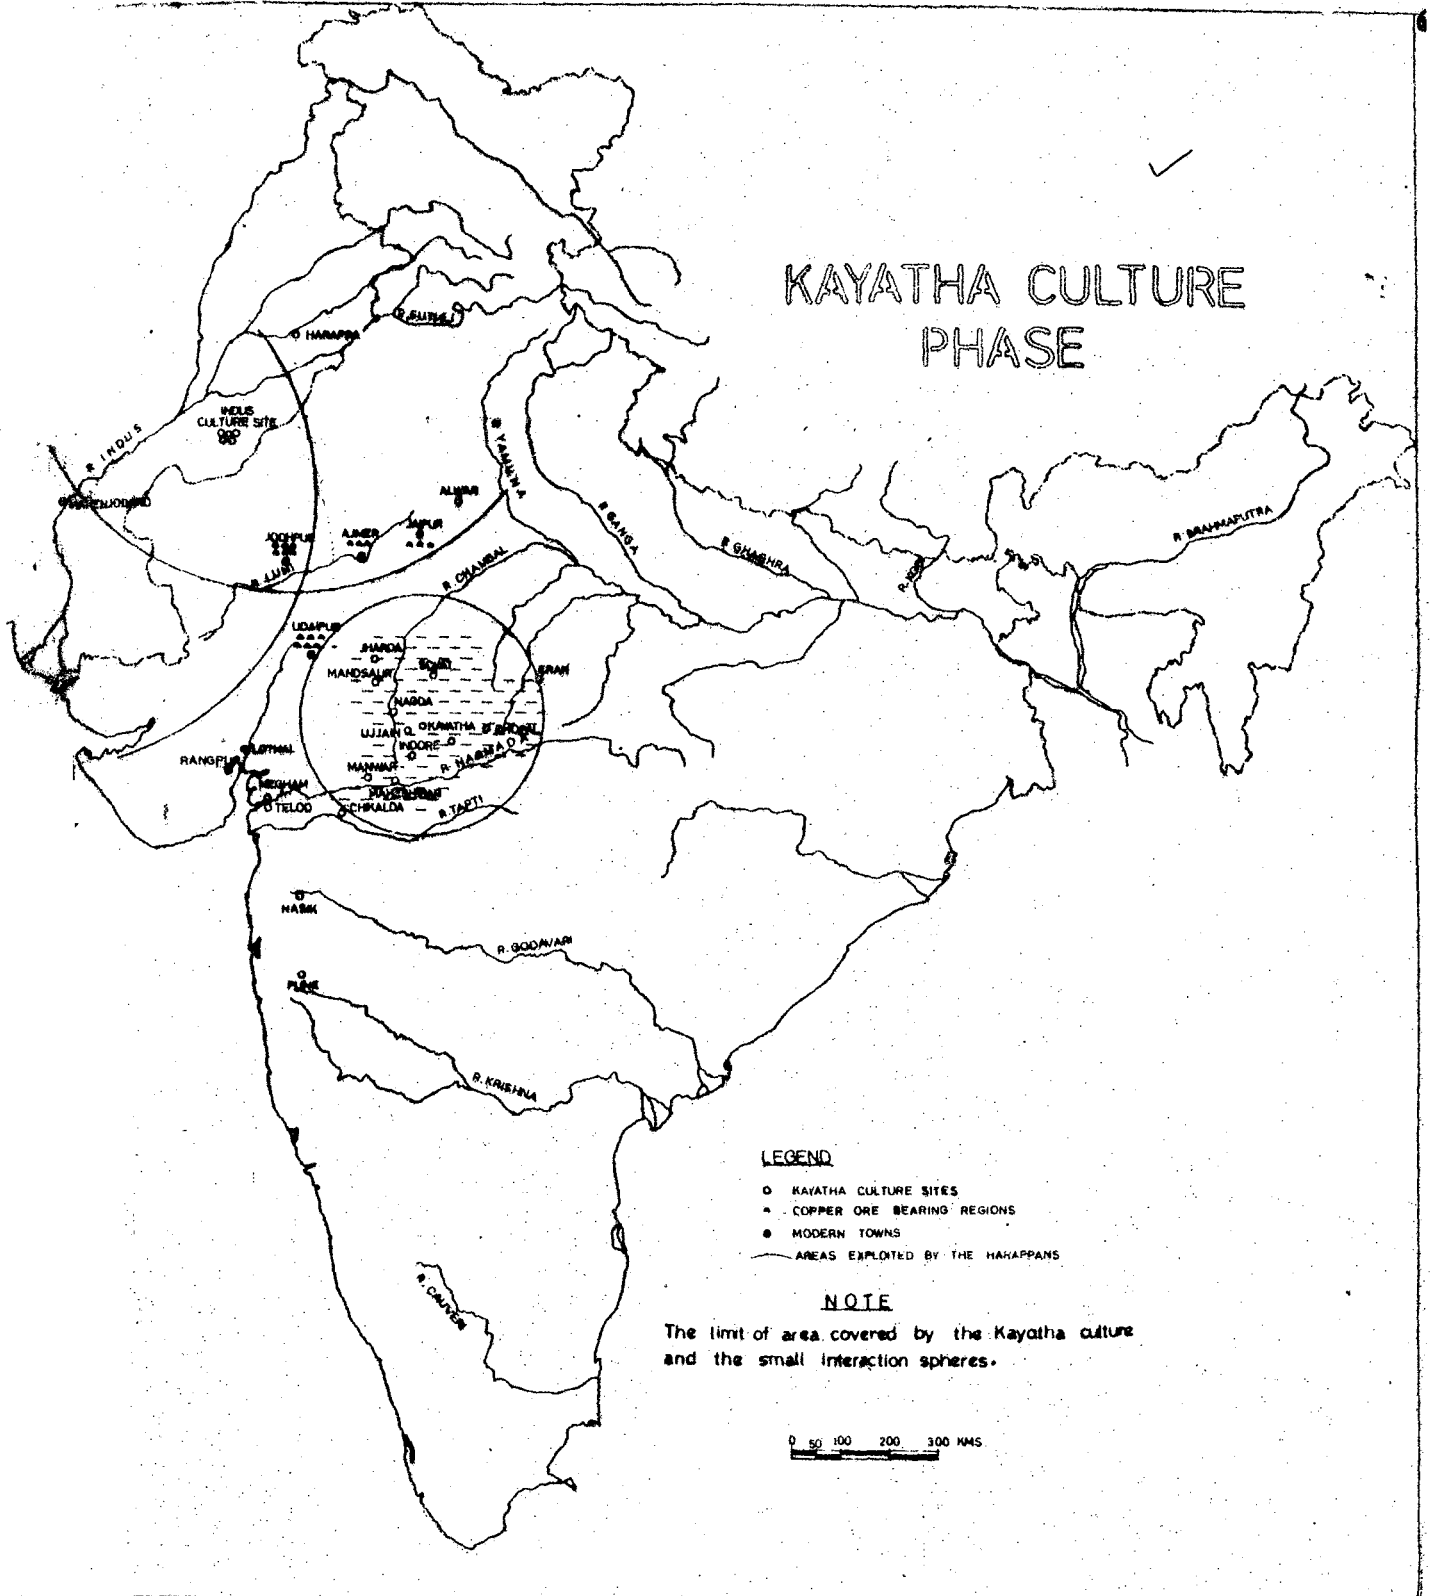 KAYATHA CULTURE
PHASE
R. SUTLEJ
HARAPPA
INDUS
CULTURE SITE
R. INDUS
R. YAMUNA
ALWAR
JAIPUR
AJMER
JODHPUR
R. LUNI
R. CHAMBAL
R. GANGA
R. GHAGHRA
R. KOSI
R. BRAHMAPUTRA
UDAIPUR
JHARDA
MANDSAUR
ERAN
NAGDA
UJJAIN
KAYATHA
BHOPAL
INDORE
R. NARMADA
MANWAR
CHIKALDA
R. TAPTI
LOTHAL
RANGPUR
MEGHAM
TELOD
NASIK
R. GODAVARI
PUNE
R. KRISHNA
R. CAUVERI
LEGEND
KAYATHA CULTURE SITES
COPPER ORE BEARING REGIONS
MODERN TOWNS
AREAS EXPLOITED BY THE HARAPPANS
NOTE
The limit of area covered by the Kayatha culture
and the small interaction spheres.
0 50 100 200 300 KMS